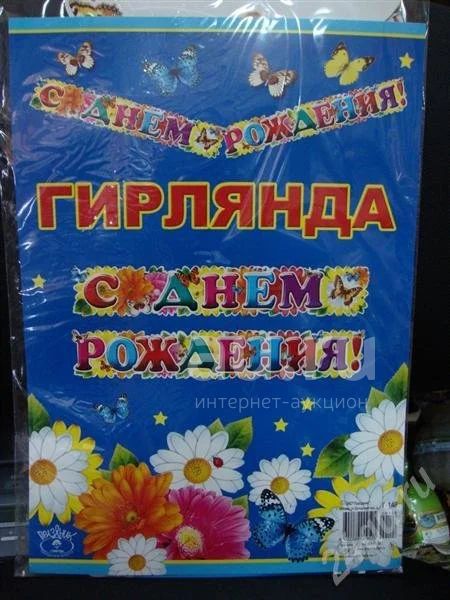 С ДНЕМ РОЖДЕНИЯ!
ГИРЛЯНДА
С ДНЕМ
РОЖДЕНИЯ!
интернет-аукцион